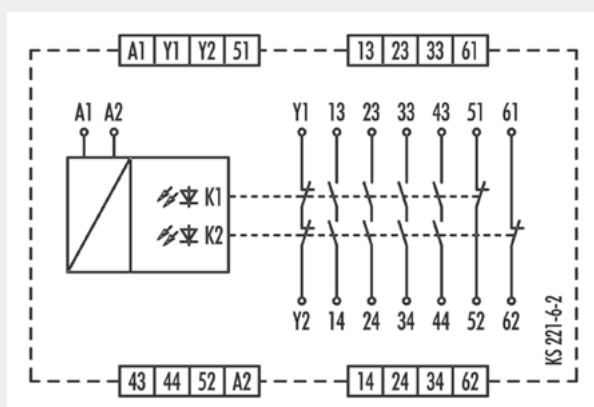 A1 Y1 Y2 51 13 23 33 61
A1 A2 Y1 13 23 33 43 51 61
K1
K2
Y2 14 24 34 44 52 62
KS 221-6-2
43 44 52 A2 14 24 34 62